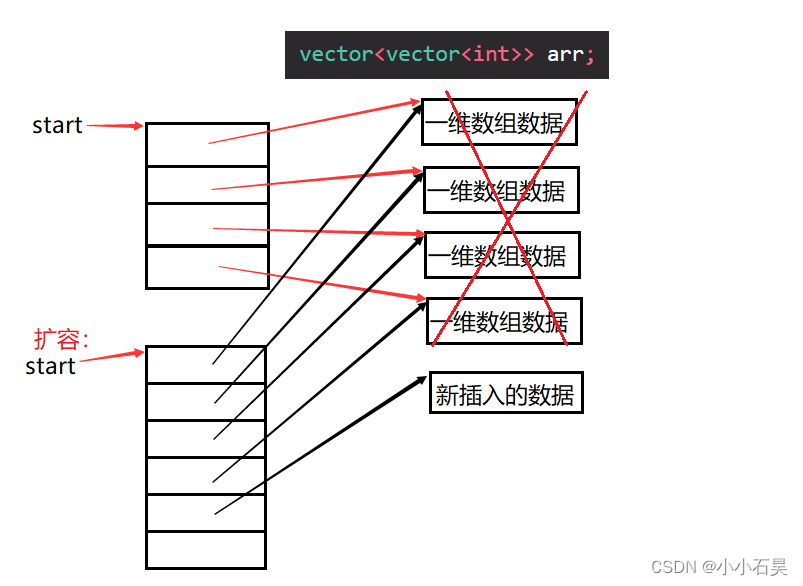 vector<vector<int>> arr;
start
一维数组数据
一维数组数据
一维数组数据
一维数组数据
扩容：
start
新插入的数据
CSDN @小小石昊